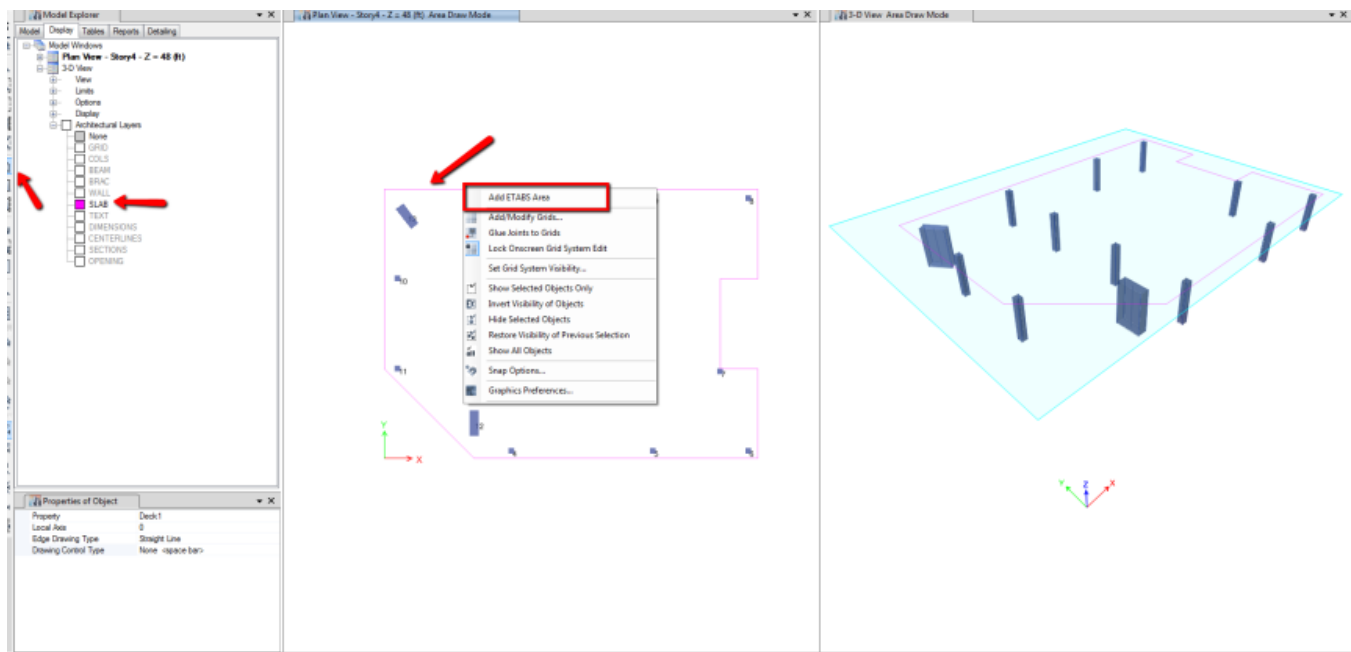 Model Explorer
Model Display Tables Reports Detailing
Model Windows
Plan View - Story4 - Z = 48 (ft)
3-D View
View
Limits
Options
Display
Architectural Layers
None
GRID
COLS
BEAM
BRAC
WALL
SLAB
TEXT
DIMENSIONS
CENTERLINES
SECTIONS
OPENING
Properties of Object
Property Deck1
Local Axis 0
Edge Drawing Type Straight Line
Drawing Control Type None <space bar>
Plan View - Story4 - Z = 48 (ft) Area Draw Mode
Add ETABS Area
Add/Modify Grids...
Glue Joints to Grids
Lock Onscreen Grid System Edit
Set Grid System Visibility...
Show Selected Objects Only
Invert Visibility of Objects
Hide Selected Objects
Restore Visibility of Previous Selection
Show All Objects
Snap Options...
Graphics Preferences...
10
11
7
Y
X
3-D View Area Draw Mode
Y Z X